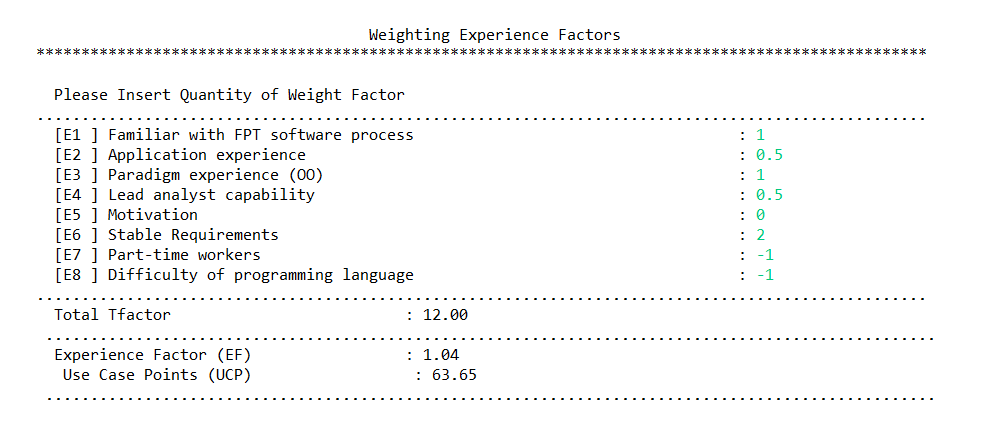 Weighting Experience Factors
***************************************************************************************************
Please Insert Quantity of Weight Factor
...................................................................................................
[E1 ] Familiar with FPT software process : 1
[E2 ] Application experience : 0.5
[E3 ] Paradigm experience (OO) : 1
[E4 ] Lead analyst capability : 0.5
[E5 ] Motivation : 0
[E6 ] Stable Requirements : 2
[E7 ] Part-time workers : -1
[E8 ] Difficulty of programming language : -1
...................................................................................................
Total Tfactor : 12.00
...................................................................................................
Experience Factor (EF) : 1.04
Use Case Points (UCP) : 63.65
...................................................................................................